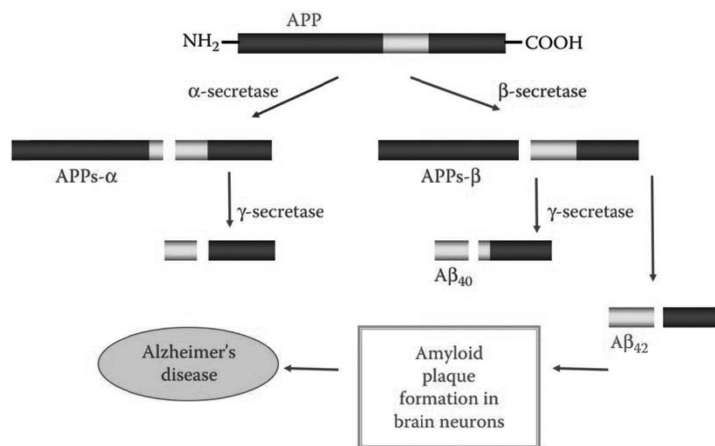 APP
NH₂
COOH
α-secretase
β-secretase
APPs-α
APPs-β
γ-secretase
γ-secretase
Aβ₄₀
Aβ₄₂
Alzheimer's
disease
Amyloid
plaque
formation in
brain neurons